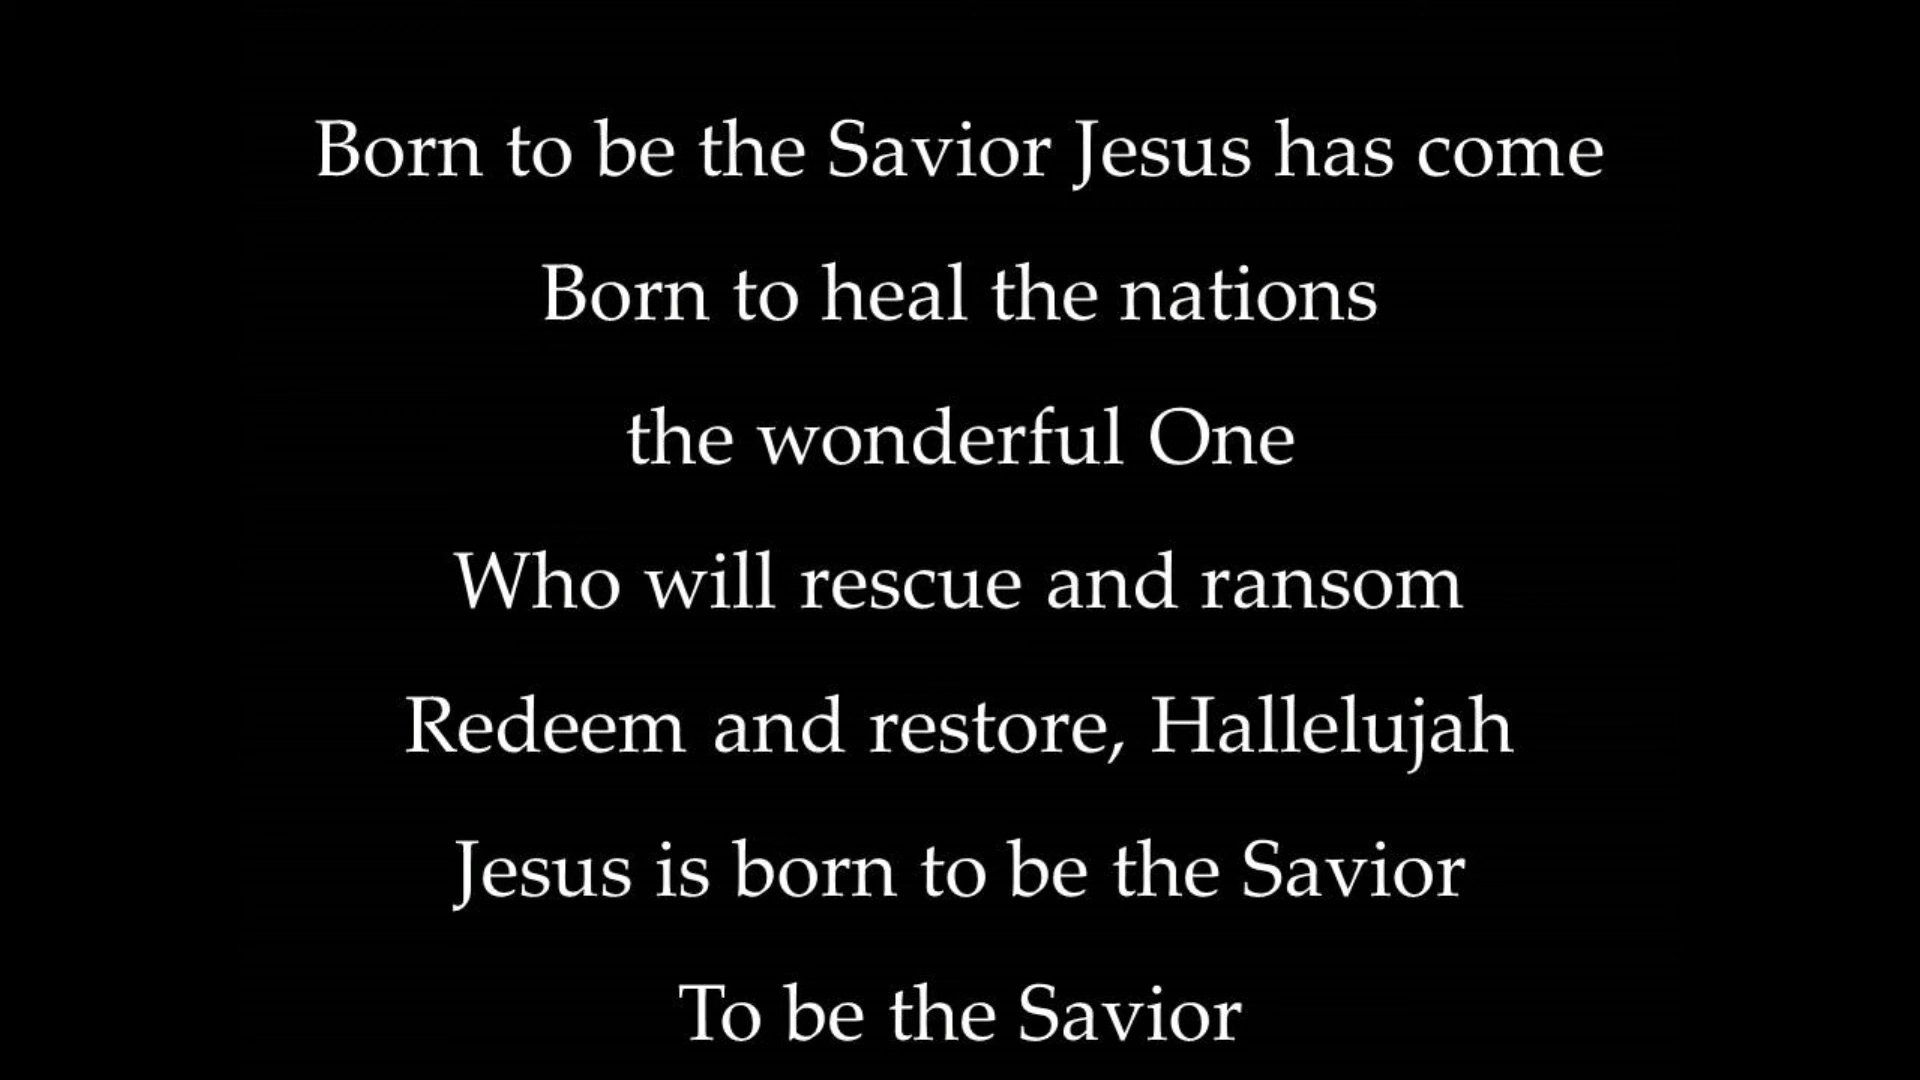 Born to be the Savior Jesus has come
Born to heal the nations
the wonderful One
Who will rescue and ransom
Redeem and restore, Hallelujah
Jesus is born to be the Savior
To be the Savior